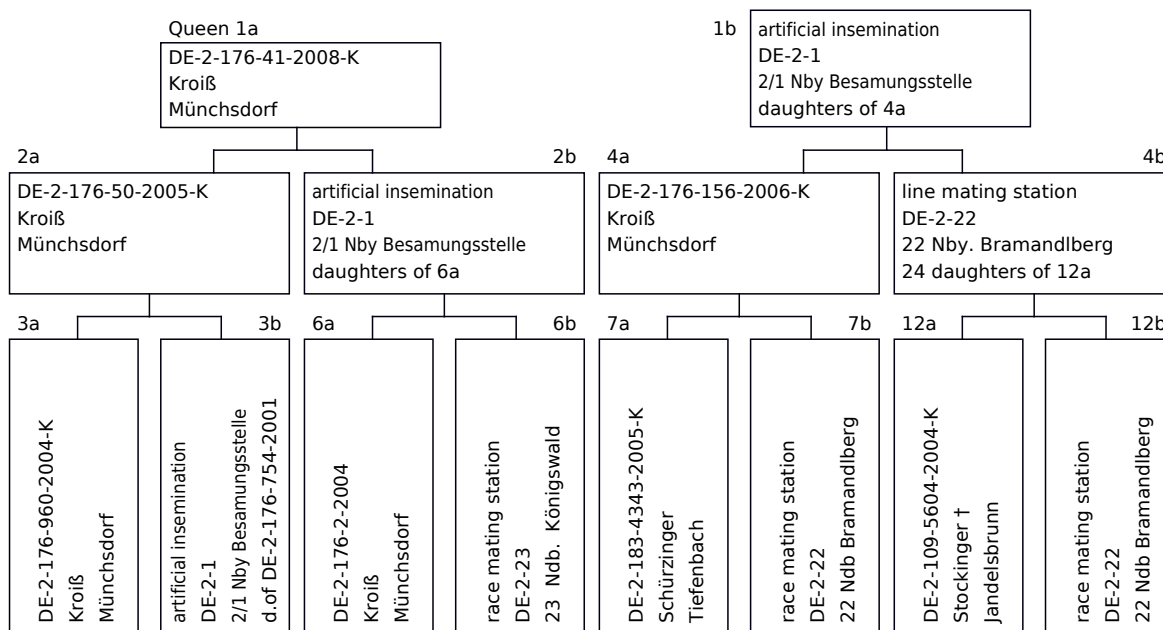 Queen 1a
DE-2-176-41-2008-K
Kroiß
Münchsdorf
1b
artificial insemination
DE-2-1
2/1 Nby Besamungsstelle
daughters of 4a
2a
DE-2-176-50-2005-K
Kroiß
Münchsdorf
2b
artificial insemination
DE-2-1
2/1 Nby Besamungsstelle
daughters of 6a
4a
DE-2-176-156-2006-K
Kroiß
Münchsdorf
4b
line mating station
DE-2-22
22 Nby. Bramandlberg
24 daughters of 12a
3a
DE-2-176-960-2004-K
Kroiß
Münchsdorf
3b
artificial insemination
DE-2-1
2/1 Nby Besamungsstelle
d.of DE-2-176-754-2001
6a
DE-2-176-2-2004
Kroiß
Münchsdorf
6b
race mating station
DE-2-23
23 Ndb. Königswald
7a
DE-2-183-4343-2005-K
Schürzinger
Tiefenbach
7b
race mating station
DE-2-22
22 Ndb Bramandlberg
12a
DE-2-109-5604-2004-K
Stockinger †
Jandelsbrunn
12b
race mating station
DE-2-22
22 Ndb Bramandlberg